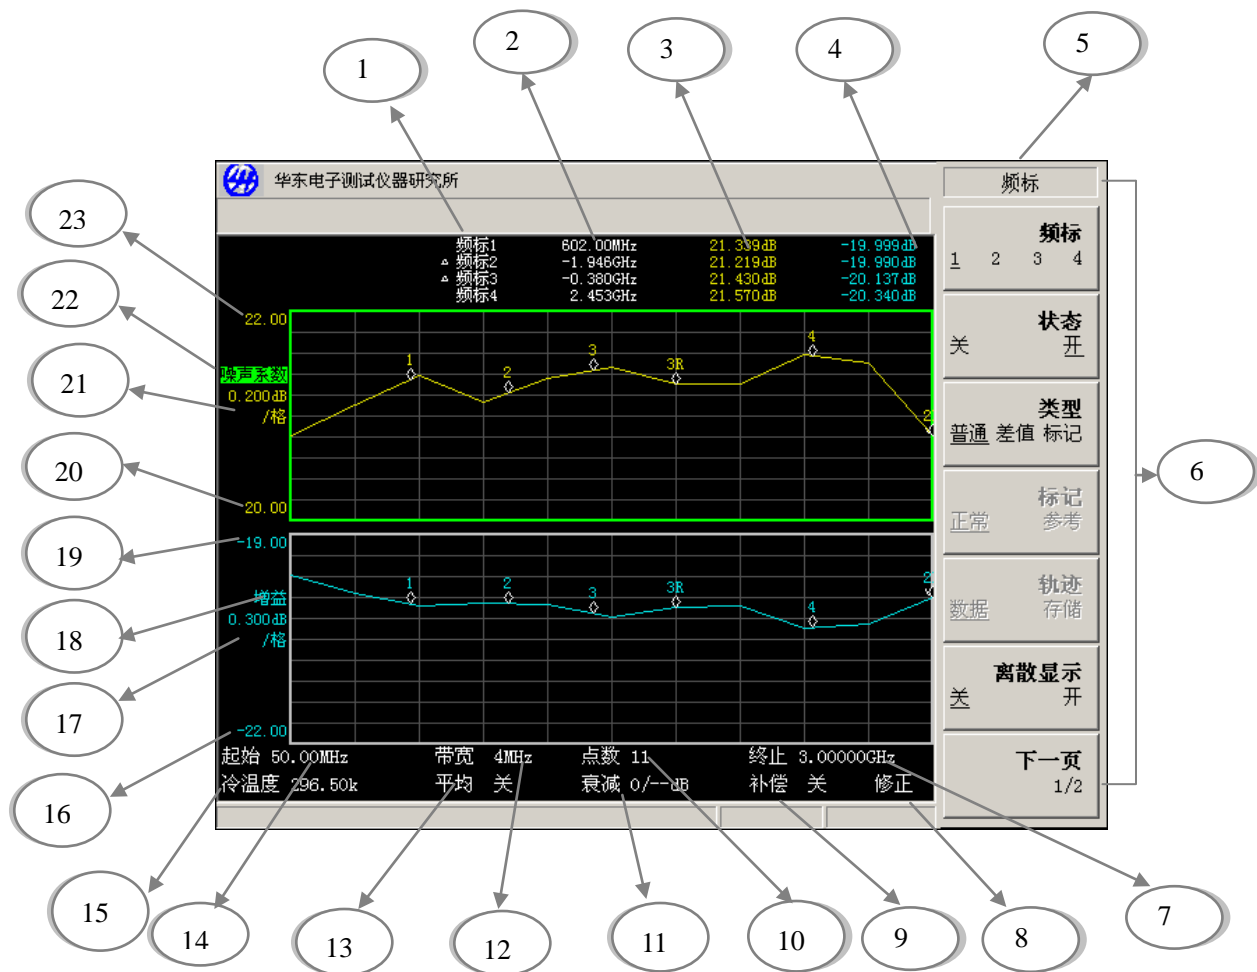 1
2
3
4
5
华东电子测试仪器研究所
频标
频标1 602.00MHz 21.339dB -19.999dB
▵ 频标2 -1.946GHz 21.219dB -19.990dB
▵ 频标3 -0.380GHz 21.430dB -20.137dB
频标4 2.453GHz 21.570dB -20.340dB
频标
1 2 3 4
状态
关 开
类型
普通 差值 标记
标记
正常 参考
轨迹
数据 存储
离散显示
关 开
下一页
1/2
6
23
22
21
20
19
18
17
16
22.00
噪声系数
0.200dB
/格
20.00
1 2 3 3R 4 2
-19.00
增益
0.300dB
/格
-22.00
1 2 3 3R 4 2
起始 50.00MHz 带宽 4MHz 点数 11 终止 3.00000GHz
冷温度 296.50k 平均 关 衰减 0/--dB 补偿 关 修正
15
14
13
12
11
10
9
8
7